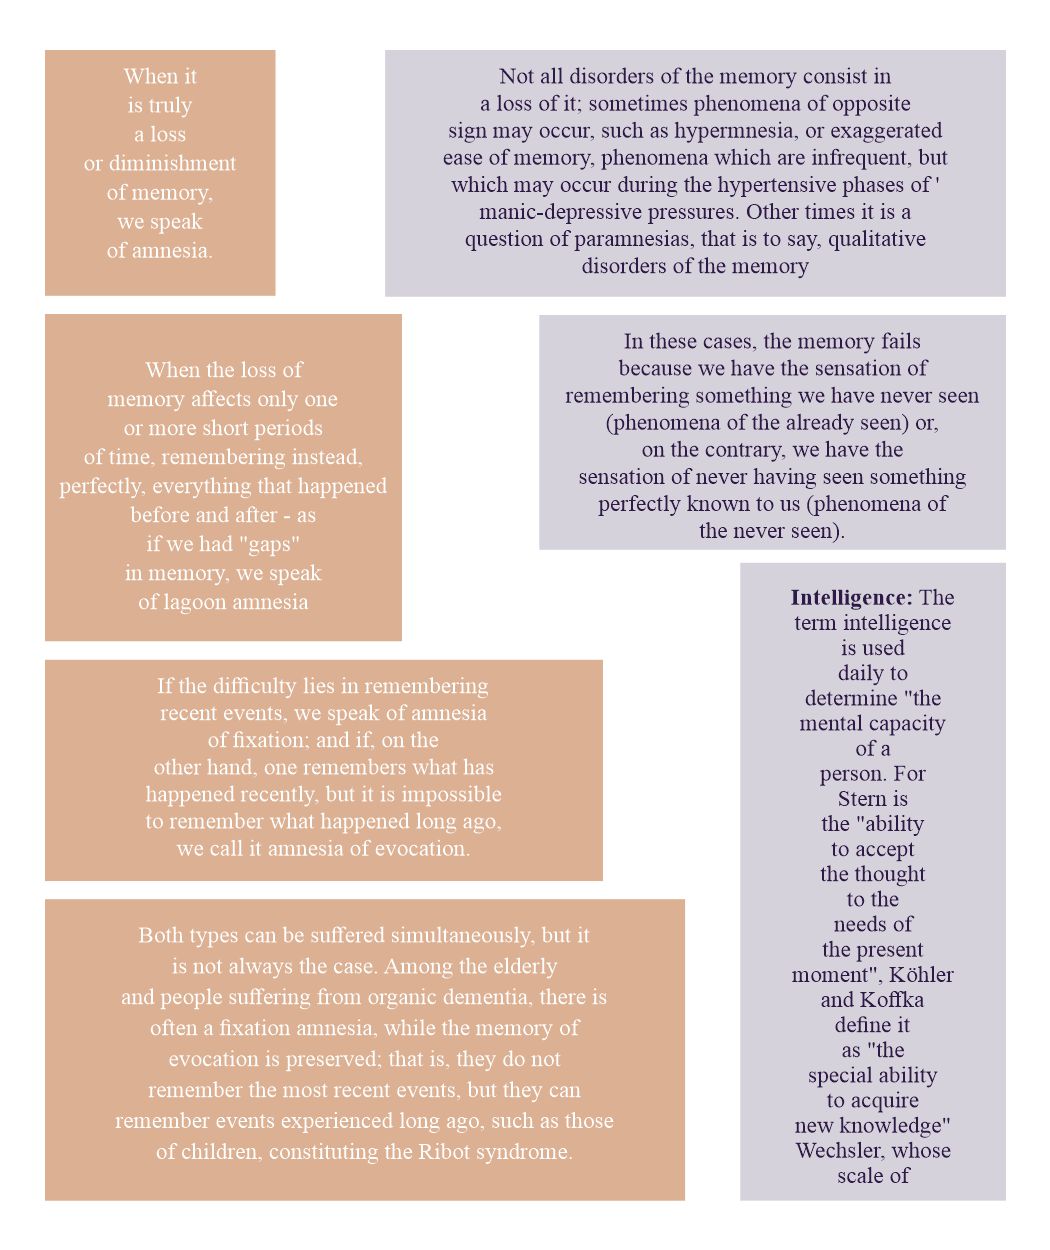 When it
is truly
a loss
or diminishment
of memory,
we speak
of amnesia.
When the loss of
memory affects only one
or more short periods
of time, remembering instead,
perfectly, everything that happened
before and after - as
if we had "gaps"
in memory, we speak
of lagoon amnesia
If the difficulty lies in remembering
recent events, we speak of amnesia
of fixation; and if, on the
other hand, one remembers what has
happened recently, but it is impossible
to remember what happened long ago,
we call it amnesia of evocation.
Both types can be suffered simultaneously, but it
is not always the case. Among the elderly
and people suffering from organic dementia, there is
often a fixation amnesia, while the memory of
evocation is preserved; that is, they do not
remember the most recent events, but they can
remember events experienced long ago, such as those
of children, constituting the Ribot syndrome.
Not all disorders of the memory consist in
a loss of it; sometimes phenomena of opposite
sign may occur, such as hypermnesia, or exaggerated
ease of memory, phenomena which are infrequent, but
which may occur during the hypertensive phases of '
manic-depressive pressures. Other times it is a
question of paramnesias, that is to say, qualitative
disorders of the memory
In these cases, the memory fails
because we have the sensation of
remembering something we have never seen
(phenomena of the already seen) or,
on the contrary, we have the
sensation of never having seen something
perfectly known to us (phenomena of
the never seen).
Intelligence: The
term intelligence
is used
daily to
determine "the
mental capacity
of a
person. For
Stern is
the "ability
to accept
the thought
to the
needs of
the present
moment", Köhler
and Koffka
define it
as "the
special ability
to acquire
new knowledge"
Wechsler, whose
scale of